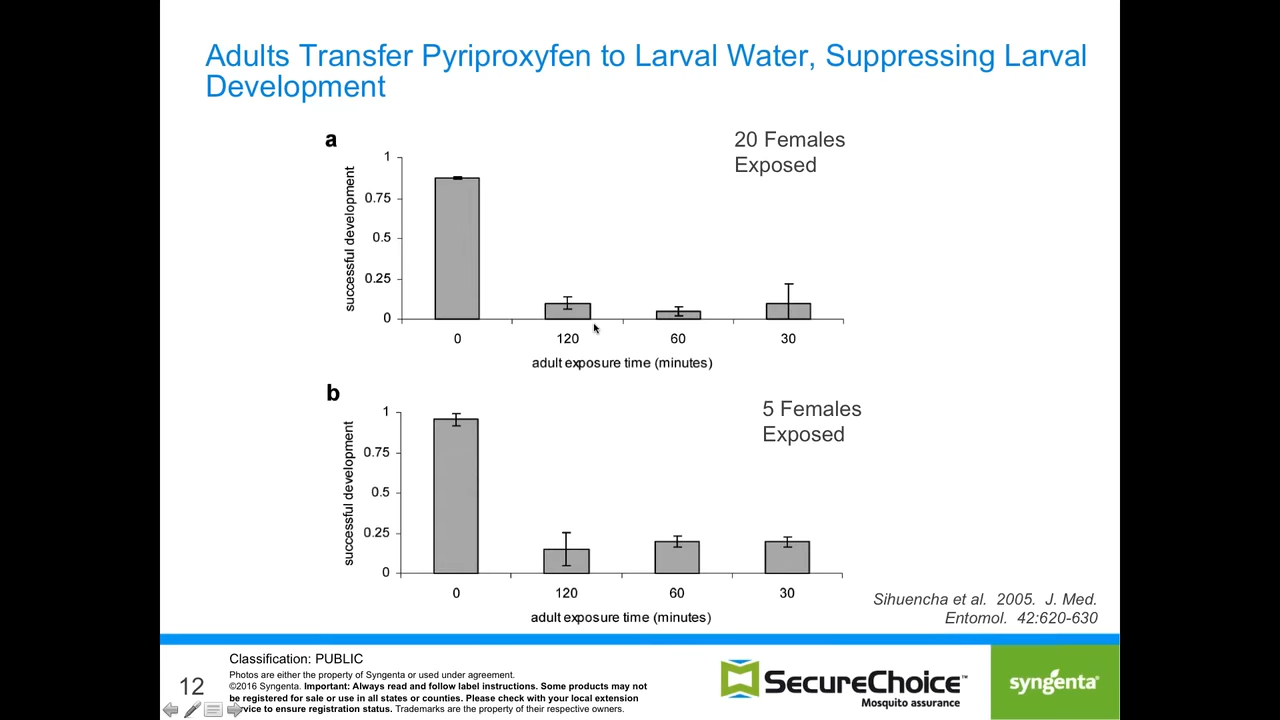 Adults Transfer Pyriproxyfen to Larval Water, Suppressing Larval
Development
a
20 Females
Exposed
successful development
1
0.75
0.5
0.25
0
0 120 60 30
adult exposure time (minutes)
b
5 Females
Exposed
successful development
1
0.75
0.5
0.25
0
0 120 60 30
adult exposure time (minutes)
Sihuencha et al. 2005. J. Med.
Entomol. 42:620-630
12
Classification: PUBLIC
Photos are either the property of Syngenta or used under agreement.
©2016 Syngenta. Important: Always read and follow label instructions. Some products may not
be registered for sale or use in all states or counties. Please check with your local extension
service to ensure registration status. Trademarks are the property of their respective owners.
SecureChoice™
Mosquito assurance
syngenta®